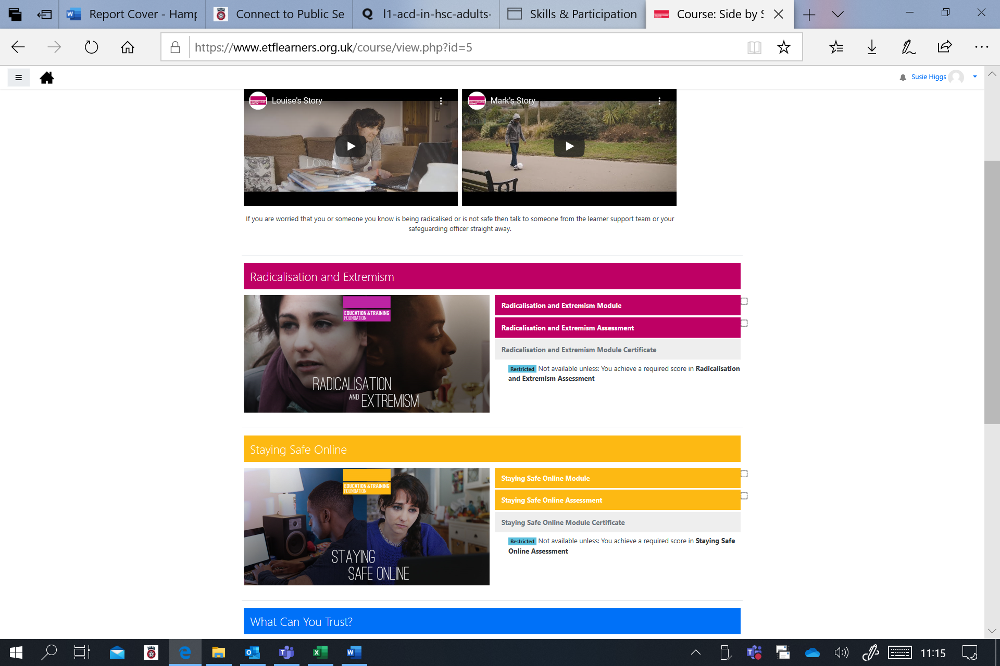 Report Cover - Hamp
Connect to Public Se
l1-acd-in-hsc-adults-
Skills & Participation
Course: Side by S
https://www.etflearners.org.uk/course/view.php?id=5
Susie Higgs
Louise's Story
Mark's Story
LOV
If you are worried that you or someone you know is being radicalised or is not safe then talk to someone from the learner support team or your
safeguarding officer straight away.
Radicalisation and Extremism
EDUCATION & TRAINING
FOUNDATION
RADICALISATION
AND EXTREMISM
Radicalisation and Extremism Module
Radicalisation and Extremism Assessment
Radicalisation and Extremism Module Certificate
Restricted Not available unless: You achieve a required score in Radicalisation
and Extremism Assessment
Staying Safe Online
EDUCATION & TRAINING
FOUNDATION
STAYING
SAFE ONLINE
Staying Safe Online Module
Staying Safe Online Assessment
Staying Safe Online Module Certificate
Restricted Not available unless: You achieve a required score in Staying Safe
Online Assessment
What Can You Trust?
11:15